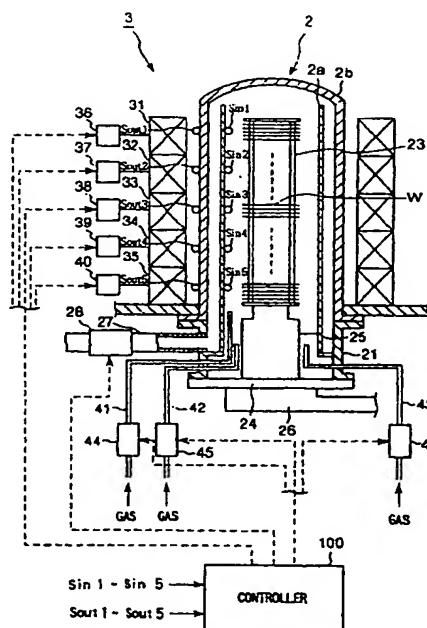 3
2
2a
2b
36
31
Sout1
Sin1
23
37
32
Sout2
Sin2
38
33
Sout3
Sin3
W
39
34
Sout4
Sin4
40
35
Sout5
Sin5
28
27
25
21
41
42
24
26
44
45
GAS
GAS
GAS
100
Sin 1 ~ Sin 5
Sout 1 ~ Sout 5
CONTROLLER